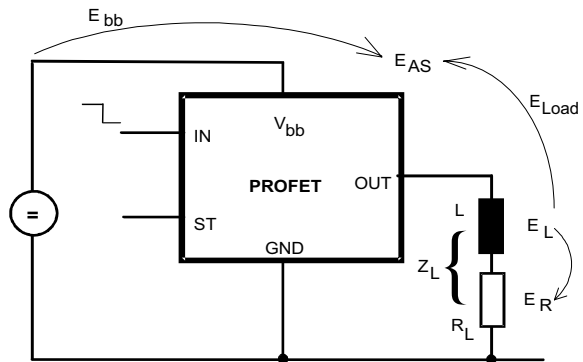 E bb
E AS
E Load
IN
V bb
PROFET
OUT
=
ST
GND
L
E L
Z L
{
E R
R L